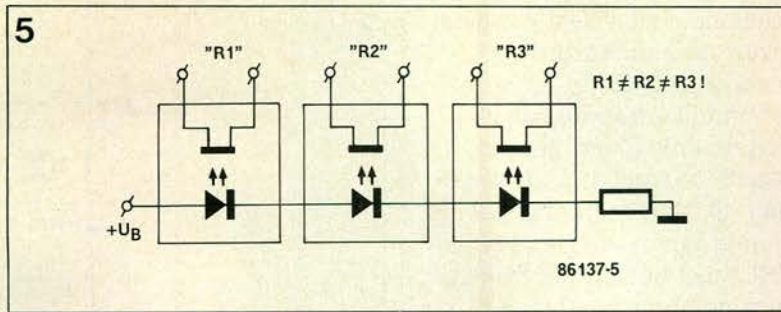 5
"R1" "R2" "R3"
R1 ≠ R2 ≠ R3 !
+UB
86137-5